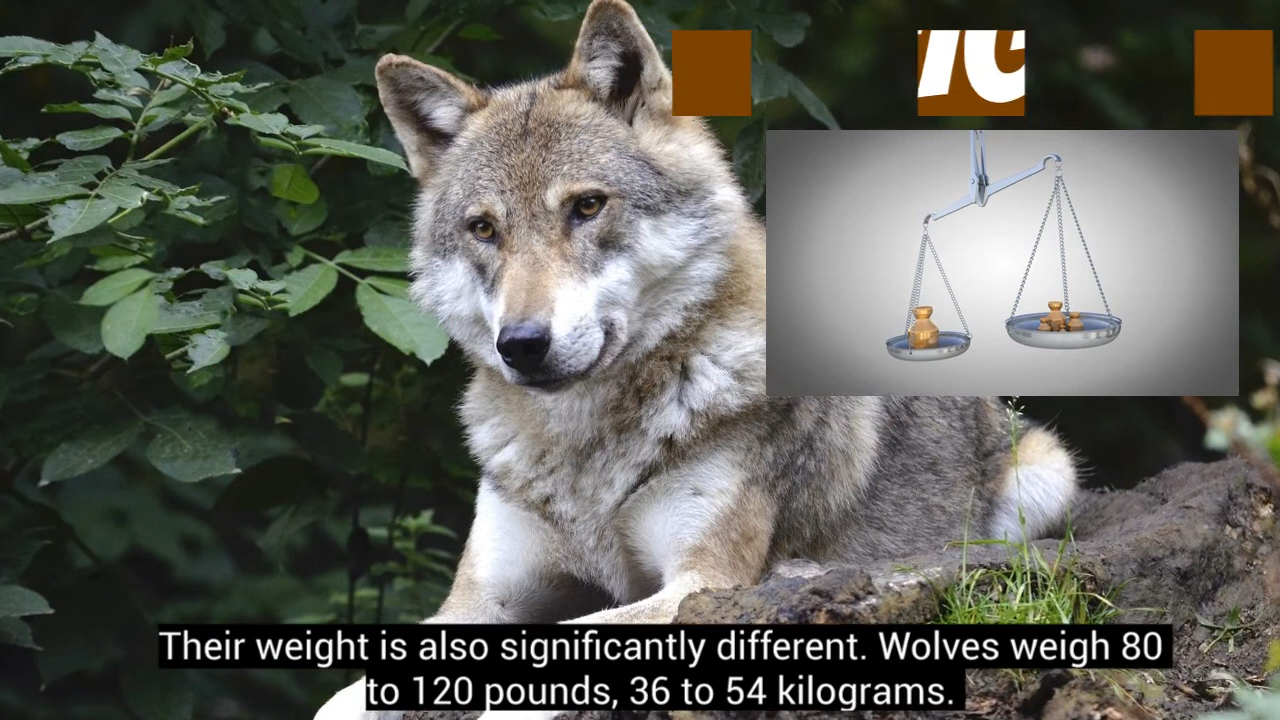 Their weight is also significantly different. Wolves weigh 80
to 120 pounds, 36 to 54 kilograms.